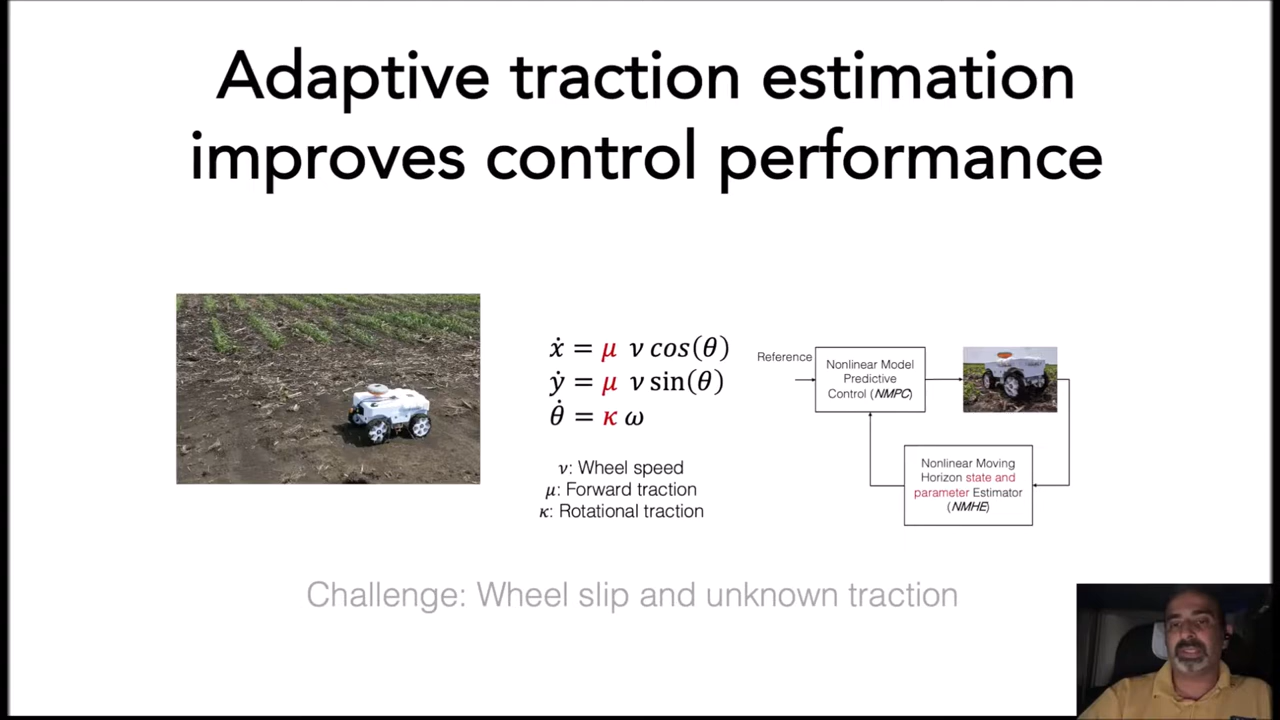 Adaptive traction estimation
improves control performance
ẋ = μ ν cos(θ)
ẏ = μ ν sin(θ)
θ̇ = κ ω
ν: Wheel speed
μ: Forward traction
κ: Rotational traction
Reference
Nonlinear Model
Predictive
Control (NMPC)
Nonlinear Moving
Horizon state and
parameter Estimator
(NMHE)
Challenge: Wheel slip and unknown traction